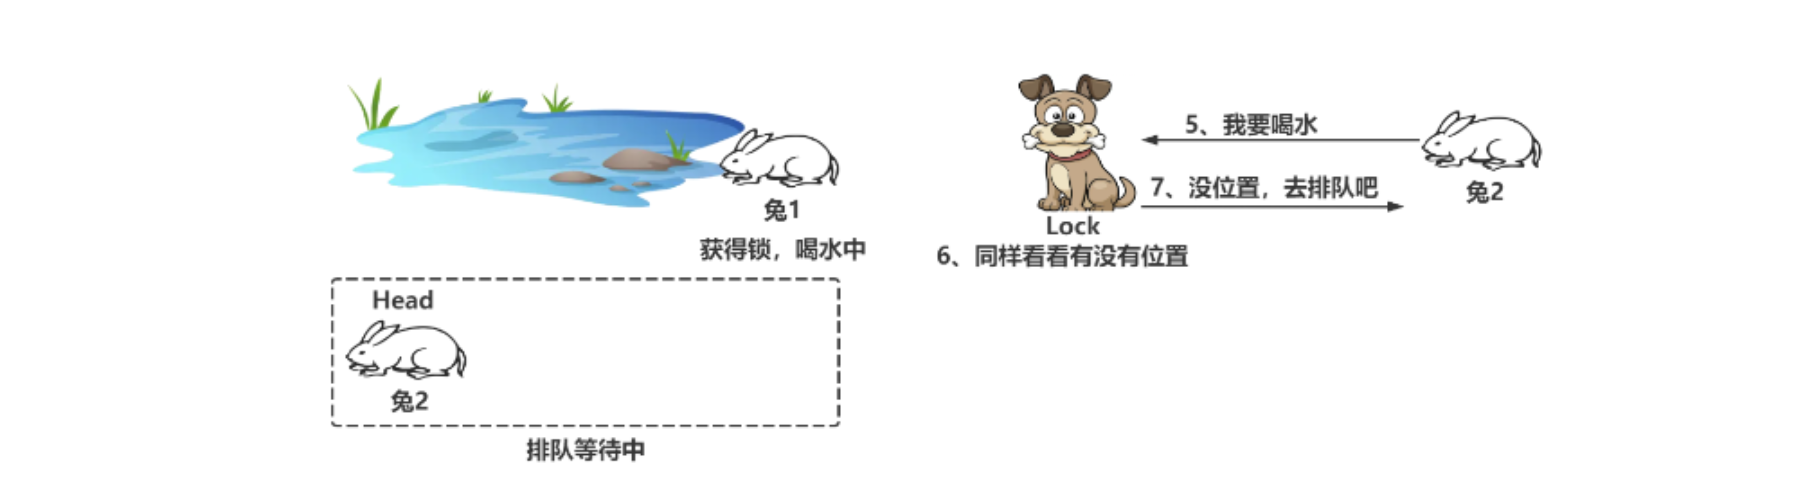 5、我要喝水
7、没位置，去排队吧
兔1
兔2
Lock
获得锁，喝水中
6、同样看看有没有位置
Head
兔2
排队等待中